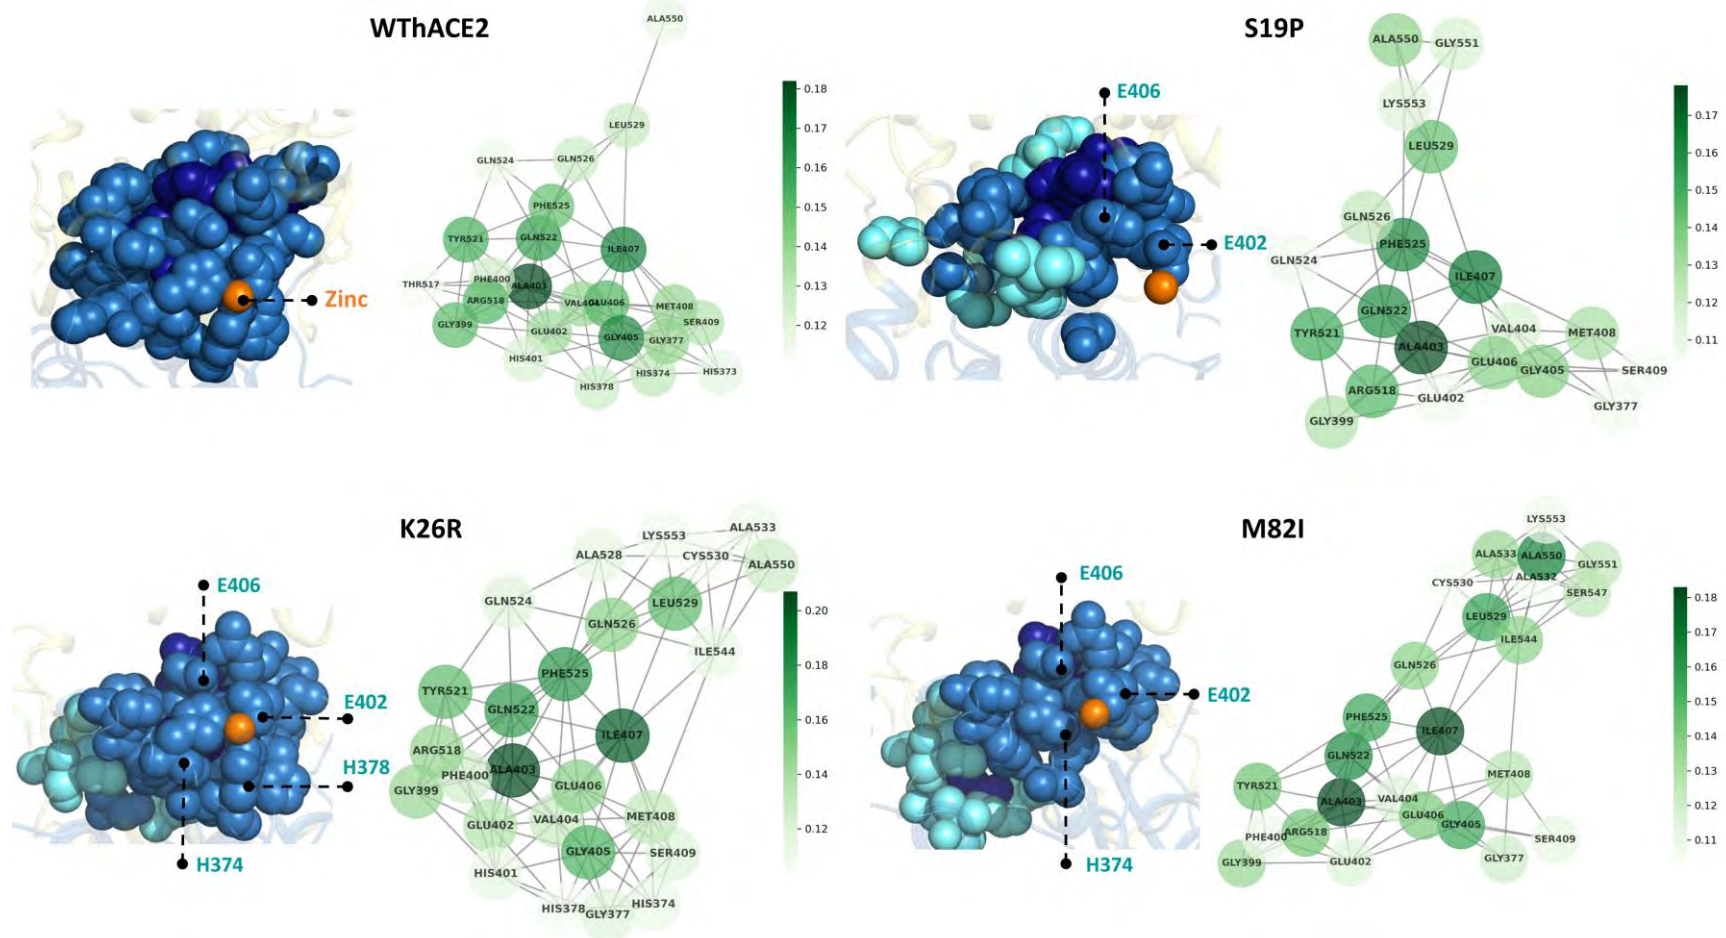 WThACE2
ALA550
LEU529
GLN524
GLN526
PHE525
TYR521
GLN522
ILE407
THR517
PHE400
ALA403
ARG518
VAL404
GLU406
MET408
GLY399
GLU402
GLY405
GLY377
SER409
HIS401
HIS374
HIS373
HIS378
Zinc
0.18
0.17
0.16
0.15
0.14
0.13
0.12
S19P
E406
E402
ALA550
GLY551
LYS553
LEU529
GLN526
PHE525
GLN524
ILE407
GLN522
TYR521
VAL404
MET408
ALA403
GLU406
GLY405
SER409
ARG518
GLU402
GLY377
GLY399
0.17
0.16
0.15
0.14
0.13
0.12
0.11
K26R
E406
E402
H378
H374
ALA533
LYS553
ALA528
CYS530
ALA550
GLN524
LEU529
GLN526
ILE544
PHE525
TYR521
GLN522
ILE407
ARG518
PHE400
ALA403
GLY399
GLU406
GLU402
VAL404
MET408
GLY405
SER409
HIS401
HIS378
GLY377
HIS374
0.20
0.18
0.16
0.14
0.12
M82I
E406
E402
H374
LYS553
ALA533
ALA550
GLY551
CYS530
ALA532
SER547
LEU529
ILE544
GLN526
PHE525
ILE407
GLN522
TYR521
MET408
ALA403
VAL404
PHE400
ARG518
GLU406
GLY405
SER409
GLY399
GLU402
GLY377
0.18
0.17
0.16
0.15
0.14
0.13
0.12
0.11